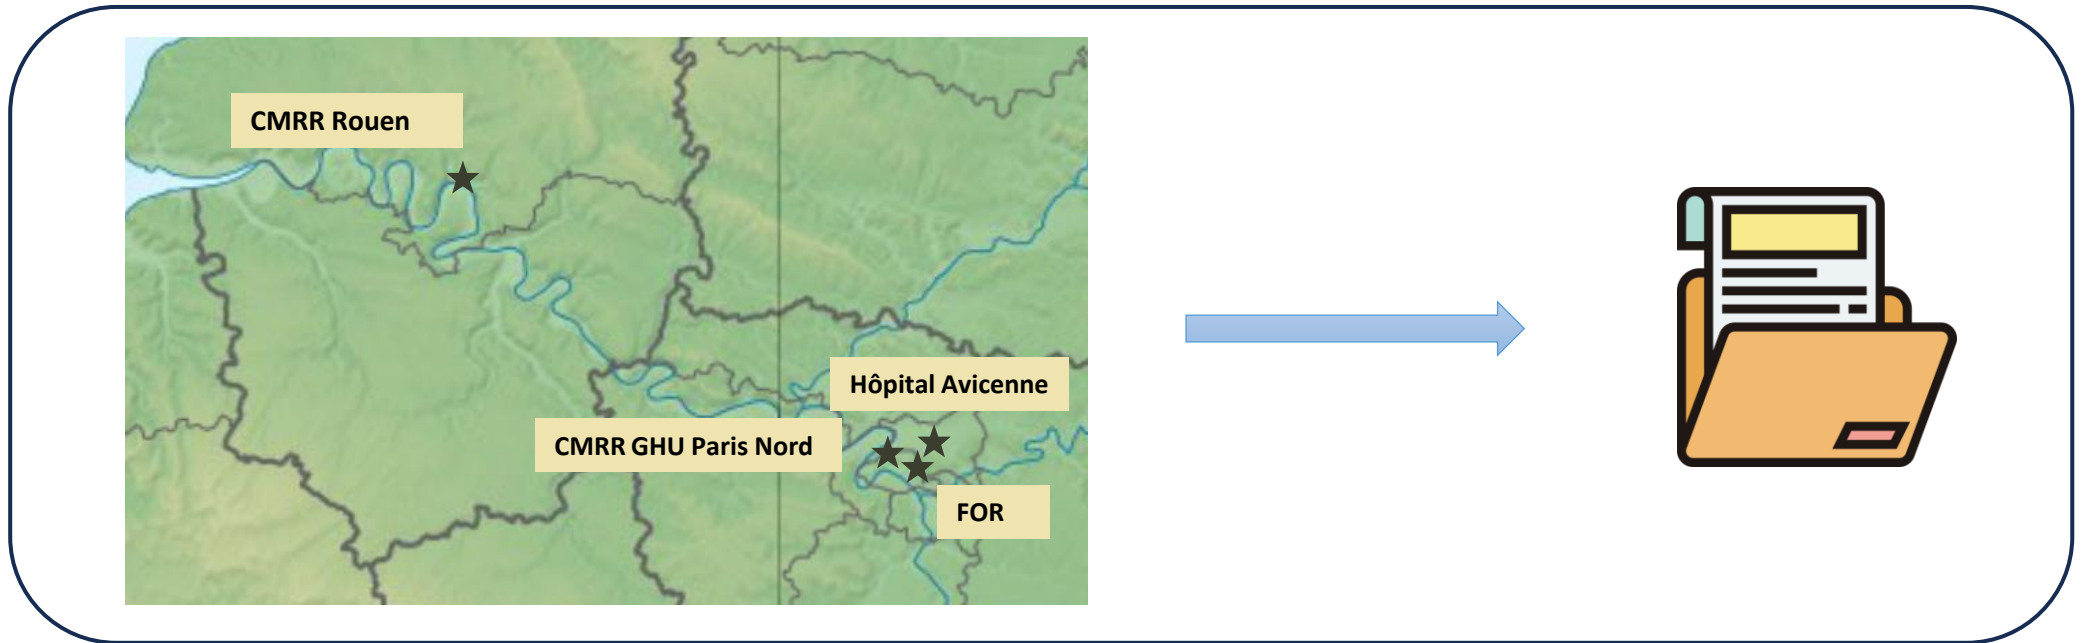 CMRR Rouen
Hôpital Avicenne
CMRR GHU Paris Nord
FOR